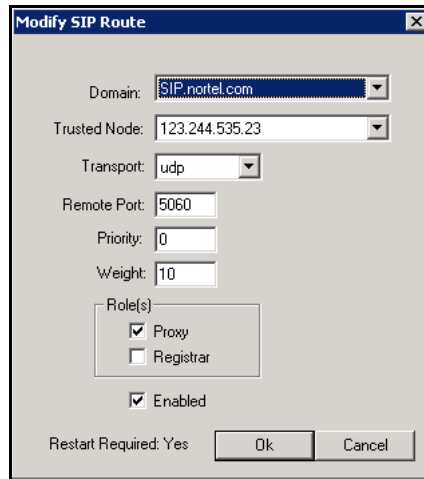 Modify SIP Route
Domain: SIP.nortel.com
Trusted Node: 123.244.535.23
Transport: udp
Remote Port: 5060
Priority: 0
Weight: 10
Role(s)
Proxy
Registrar
Enabled
Restart Required: Yes Ok Cancel